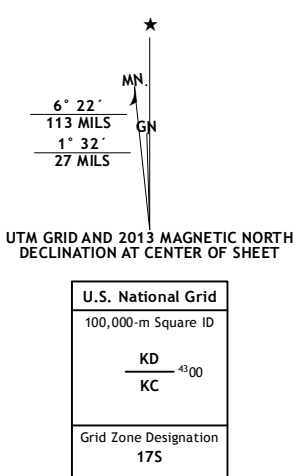 ★
MN.
6° 22´
113 MILS
GN
1° 32´
27 MILS
UTM GRID AND 2013 MAGNETIC NORTH
DECLINATION AT CENTER OF SHEET
U.S. National Grid
100,000-m Square ID
KD
4300
KC
Grid Zone Designation
17S